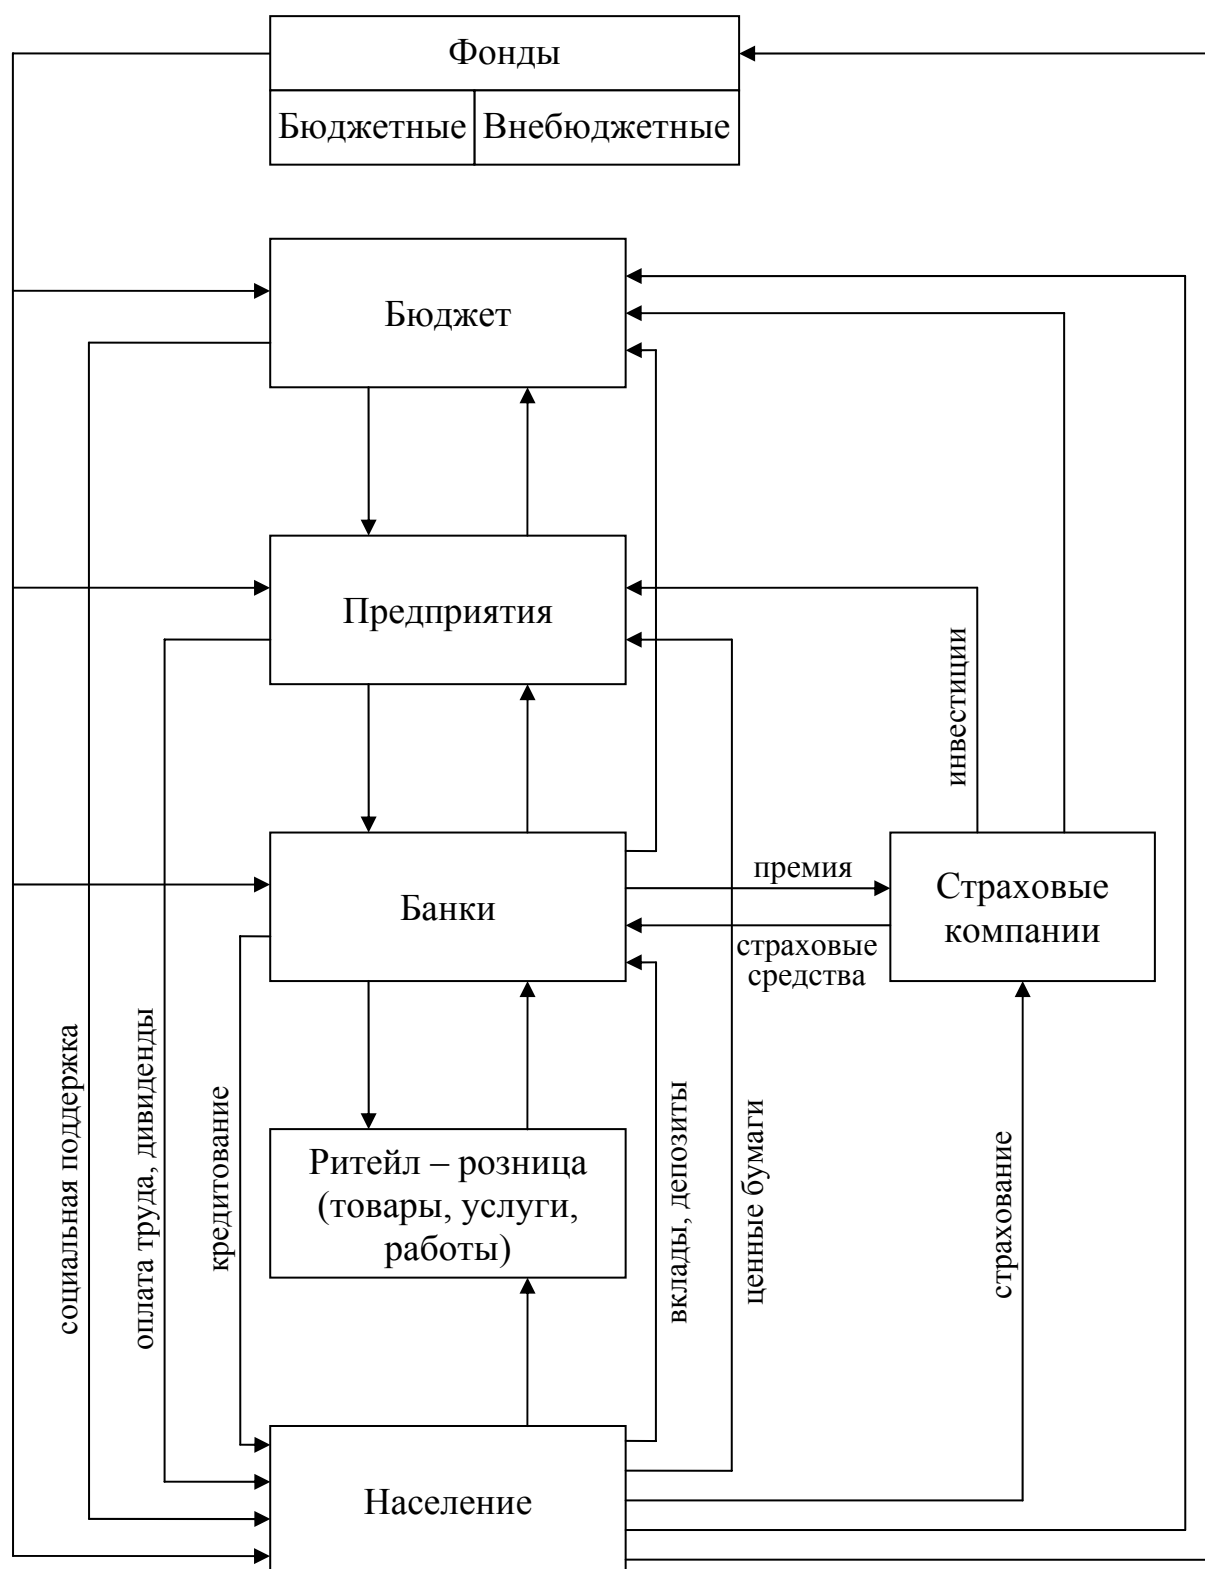 Фонды
Бюджетные
Внебюджетные
Бюджет
Предприятия
инвестиции
Банки
премия
страховые
средства
Страховые
компании
социальная поддержка
оплата труда, дивиденды
кредитование
Ритейл – розница
(товары, услуги,
работы)
вклады, депозиты
ценные бумаги
страхование
Население